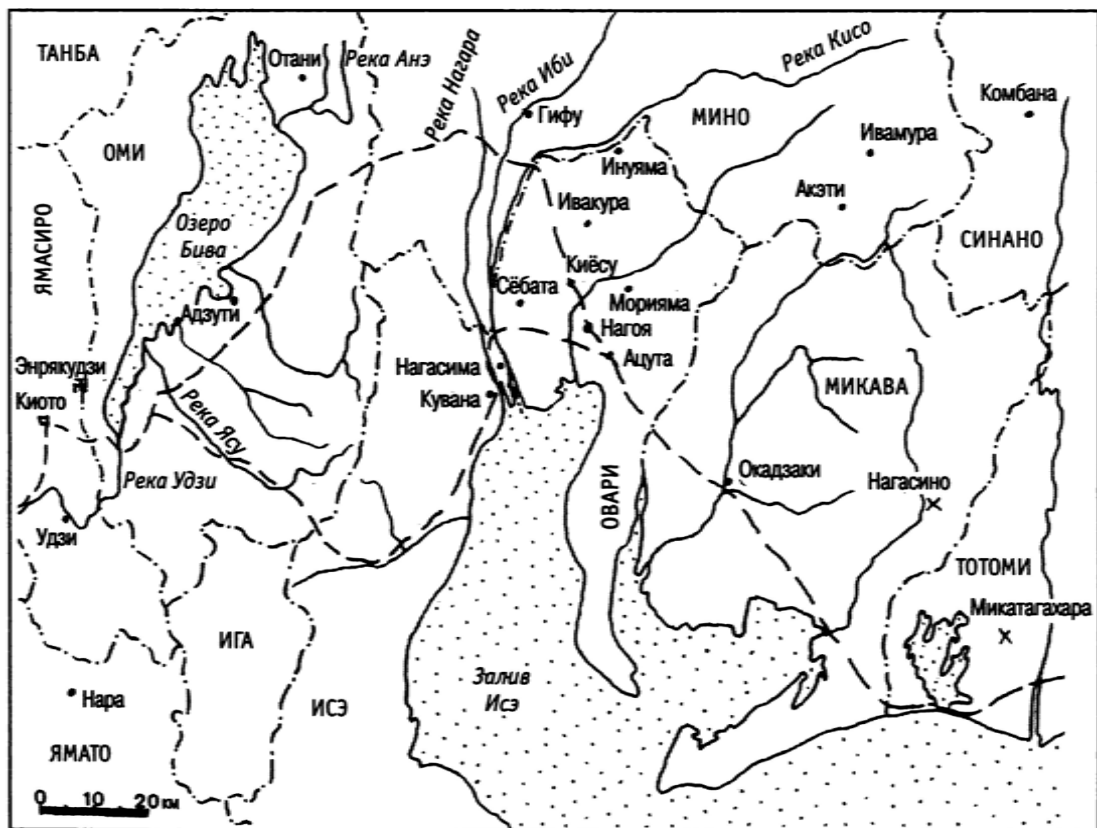 ТАНБА
Отани
Река Анэ
Река Нагара
Река Иби
Река Кисо
Комбана
Гифу
МИНО
Ивамура
ОМИ
Инуяма
Акэти
Ивакура
ЯМАСИРО
Озеро
Бива
СИНАНО
Киёсу
Сёбата
Морияма
Адзути
Нагоя
Ацута
Энрякудзи
Нагасима
МИКАВА
Киото
Кувана
Река Ясу
Окадзаки
Нагасино
Река Удзи
ОВАРИ
Удзи
ТОТОМИ
Микатагахара
ИГА
Залив
Исэ
Нара
ИСЭ
ЯМАТО
0 10 20 км